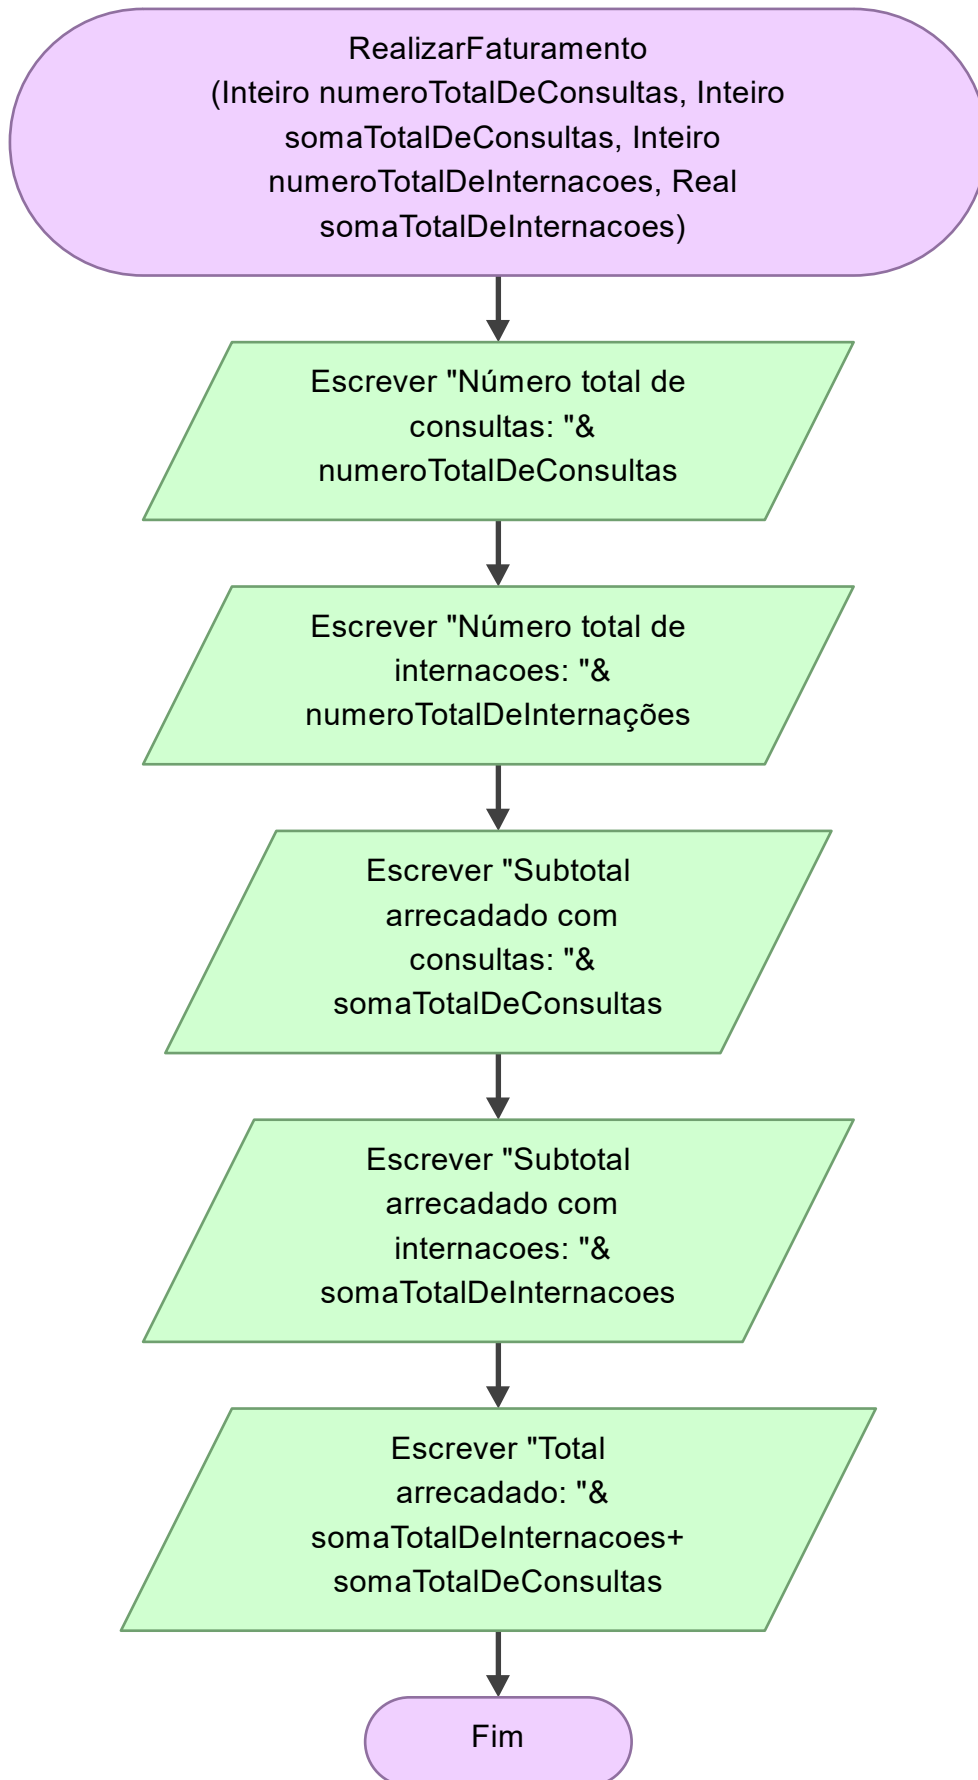 RealizarFaturamento
(Inteiro numeroTotalDeConsultas, Inteiro
somaTotalDeConsultas, Inteiro
numeroTotalDeInternacoes, Real
somaTotalDeInternacoes)
Escrever "Número total de
consultas: "&
numeroTotalDeConsultas
Escrever "Número total de
internacoes: "&
numeroTotalDeInternações
Escrever "Subtotal
arrecadado com
consultas: "&
somaTotalDeConsultas
Escrever "Subtotal
arrecadado com
internacoes: "&
somaTotalDeInternacoes
Escrever "Total
arrecadado: "&
somaTotalDeInternacoes+
somaTotalDeConsultas
Fim